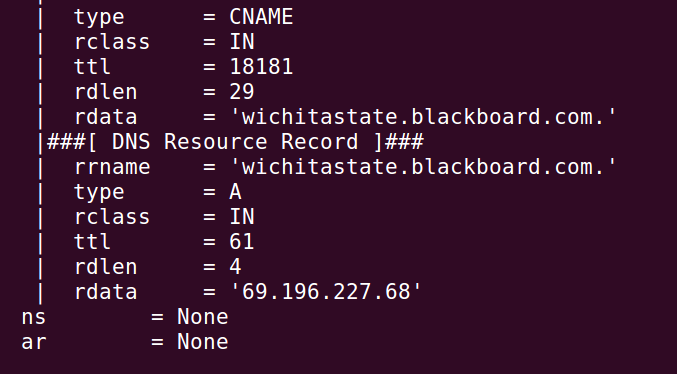 |  type      = CNAME
|  rclass    = IN
|  ttl       = 18181
|  rdlen     = 29
|  rdata     = 'wichitastate.blackboard.com.'
|###[ DNS Resource Record ]###
|  rrname    = 'wichitastate.blackboard.com.'
|  type      = A
|  rclass    = IN
|  ttl       = 61
|  rdlen     = 4
|  rdata     = '69.196.227.68'
ns        = None
ar        = None